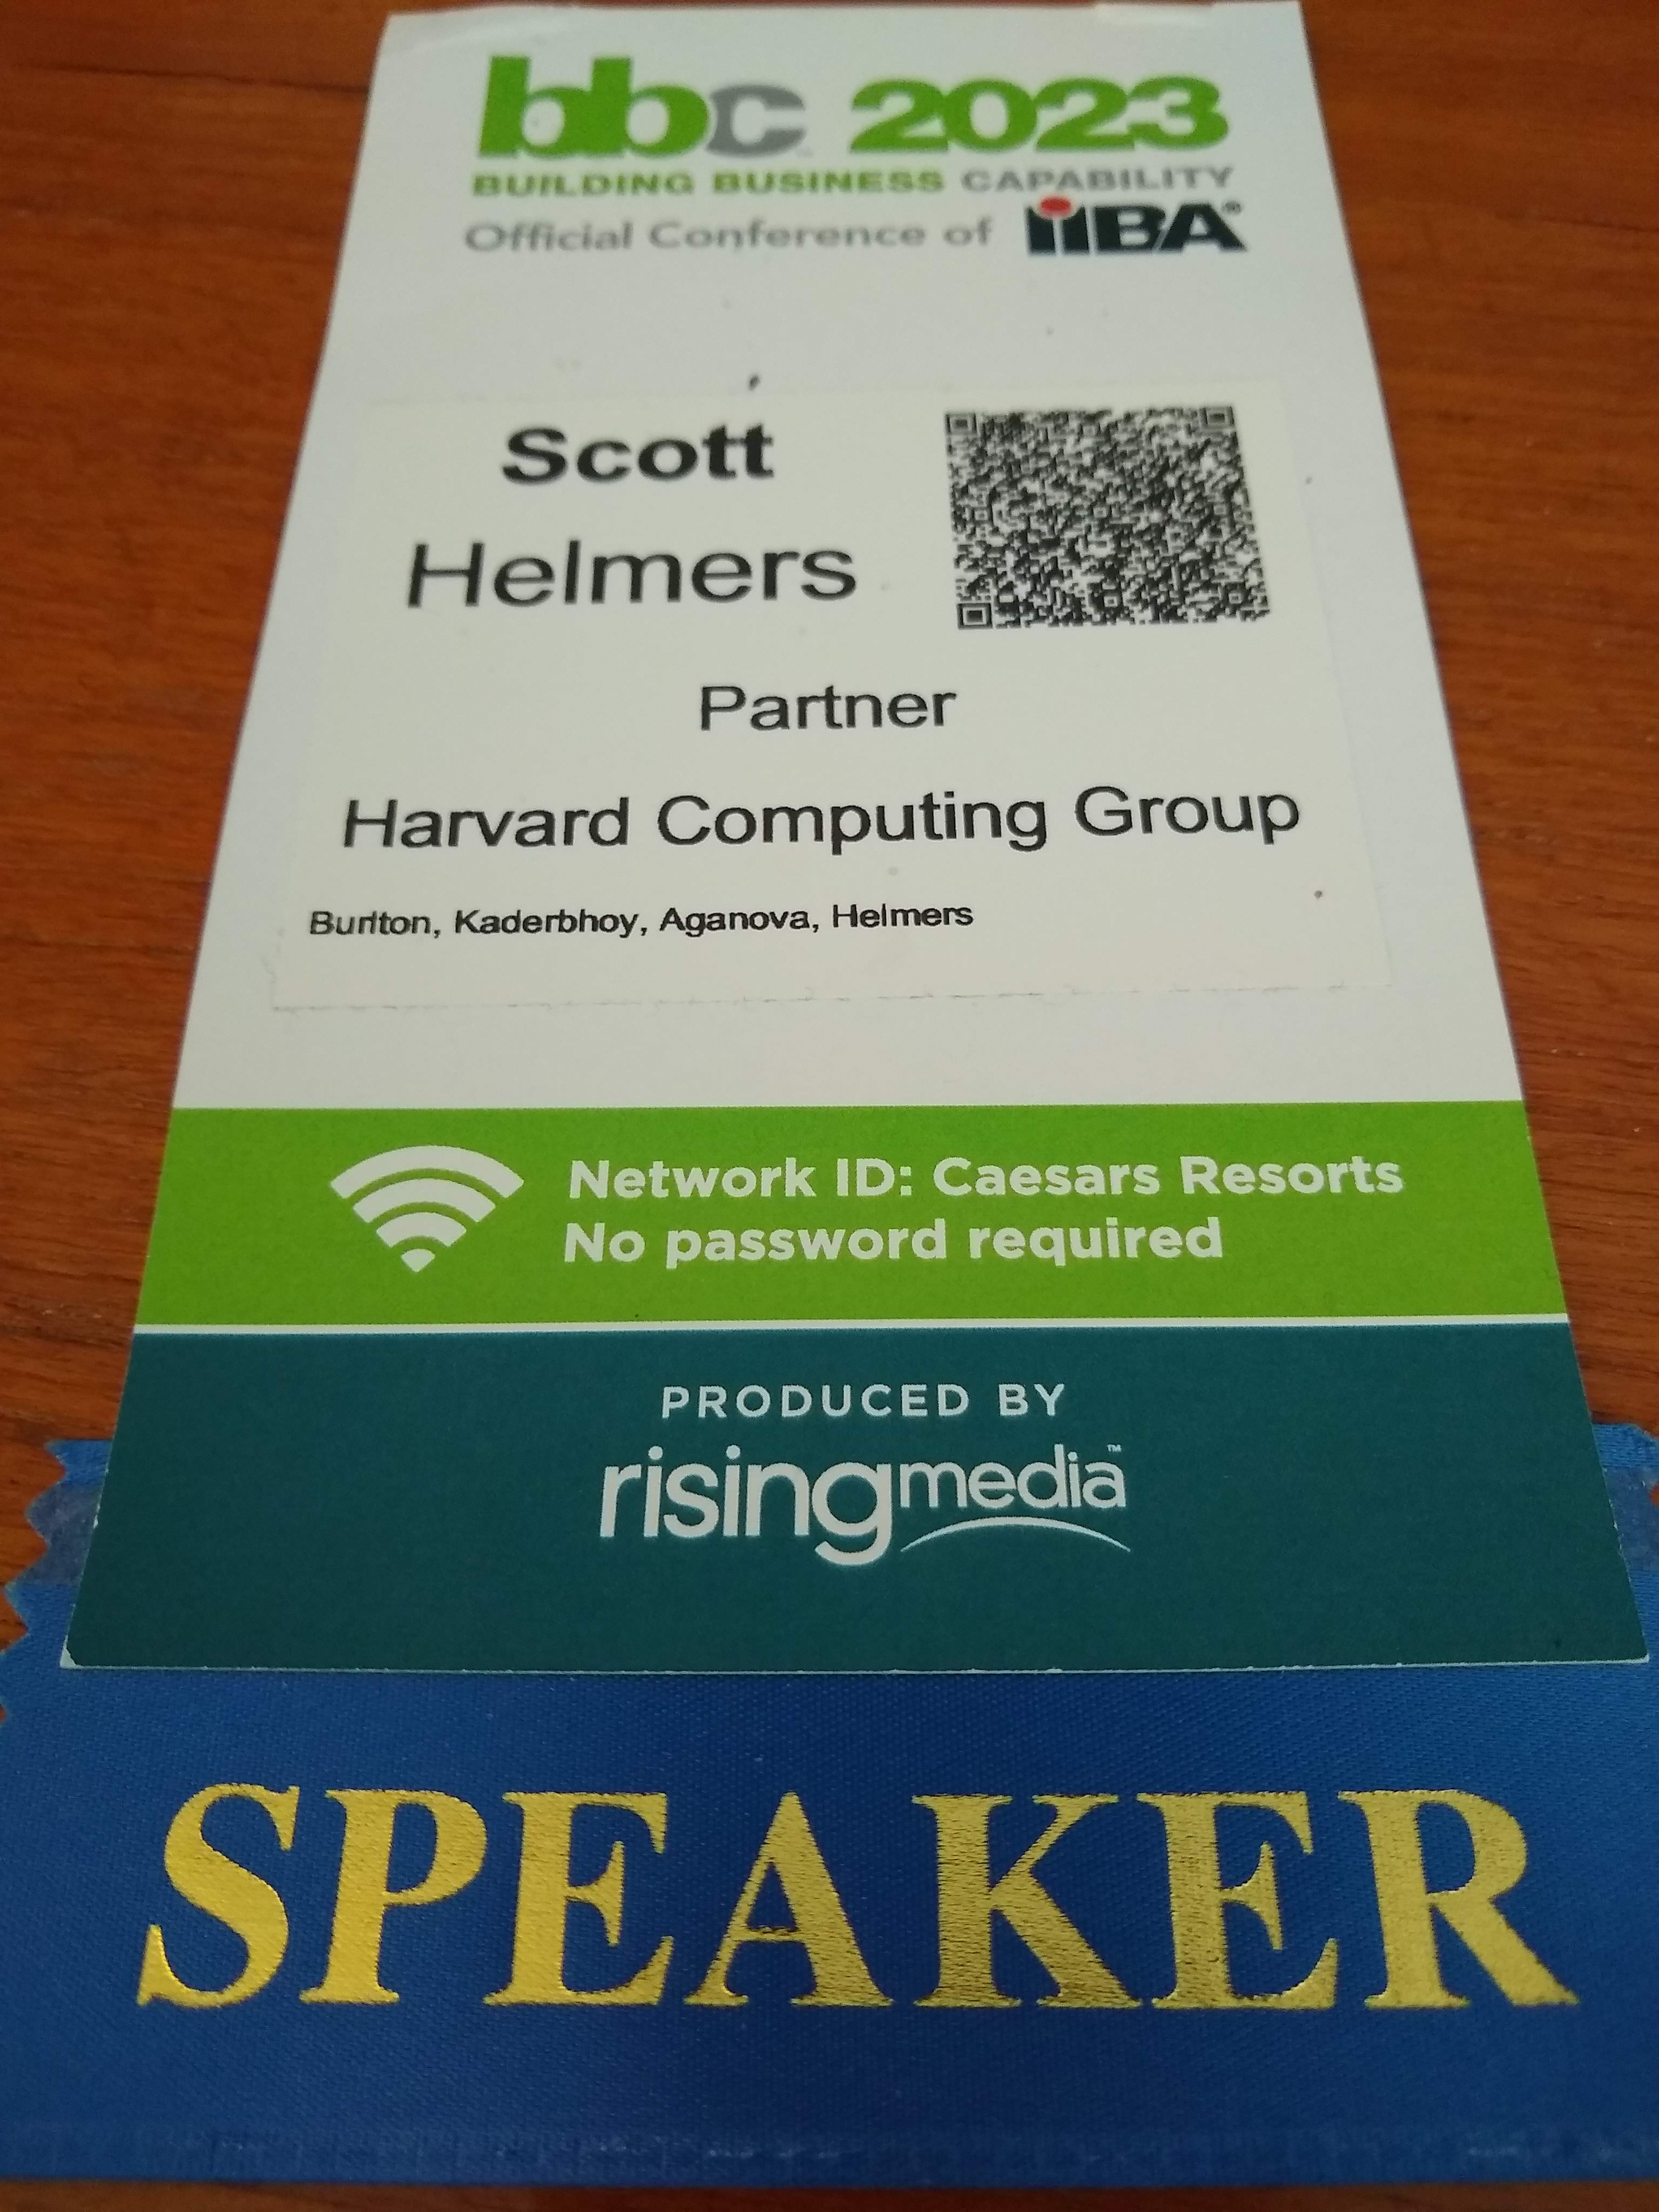 bbc 2023
BUILDING BUSINESS CAPABILITY
Official Conference of iiBA®
Scott
Helmers
Partner
Harvard Computing Group
Burlton, Kaderbhoy, Aganova, Helmers
Network ID: Caesars Resorts
No password required
PRODUCED BY
risingmedia™
SPEAKER